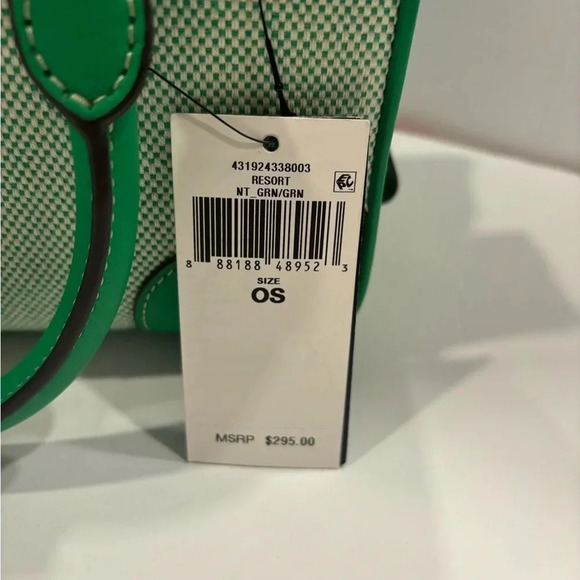 431924338003
RESORT
NT_GRN/GRN
8 88188 48952 3
SIZE
OS
MSRP $295.00